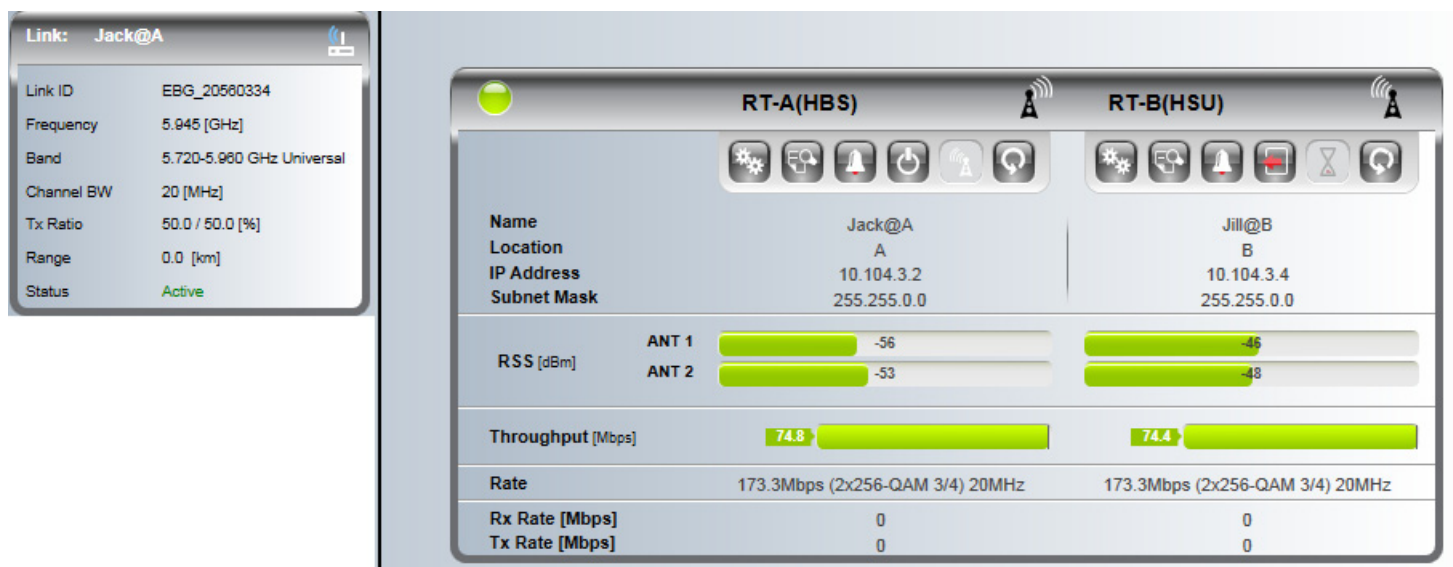 Link: Jack@A
Link ID EBG_20560334
Frequency 5.945 [GHz]
Band 5.720-5.960 GHz Universal
Channel BW 20 [MHz]
Tx Ratio 50.0 / 50.0 [%]
Range 0.0 [km]
Status Active
RT-A(HBS) RT-B(HSU)
Name Jack@A Jill@B
Location A B
IP Address 10.104.3.2 10.104.3.4
Subnet Mask 255.255.0.0 255.255.0.0
RSS [dBm]
ANT 1 -56 -46
ANT 2 -53 -48
Throughput [Mbps] 74.8 74.4
Rate 173.3Mbps (2x256-QAM 3/4) 20MHz 173.3Mbps (2x256-QAM 3/4) 20MHz
Rx Rate [Mbps] 0 0
Tx Rate [Mbps] 0 0